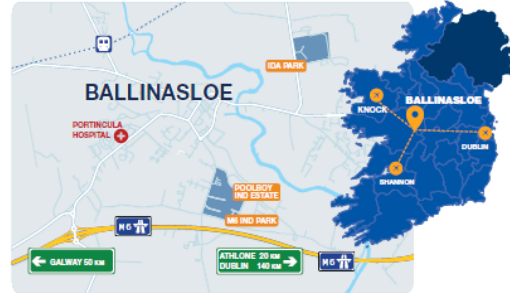 IDA PARK
BALLINASLOE
PORTINCULA
HOSPITAL
POOLBOY
IND ESTATE
M6 IND PARK
M6
GALWAY 50 KM
ATHLONE 20 KM
DUBLIN 140 KM
M6
KNOCK
BALLINASLOE
DUBLIN
SHANNON